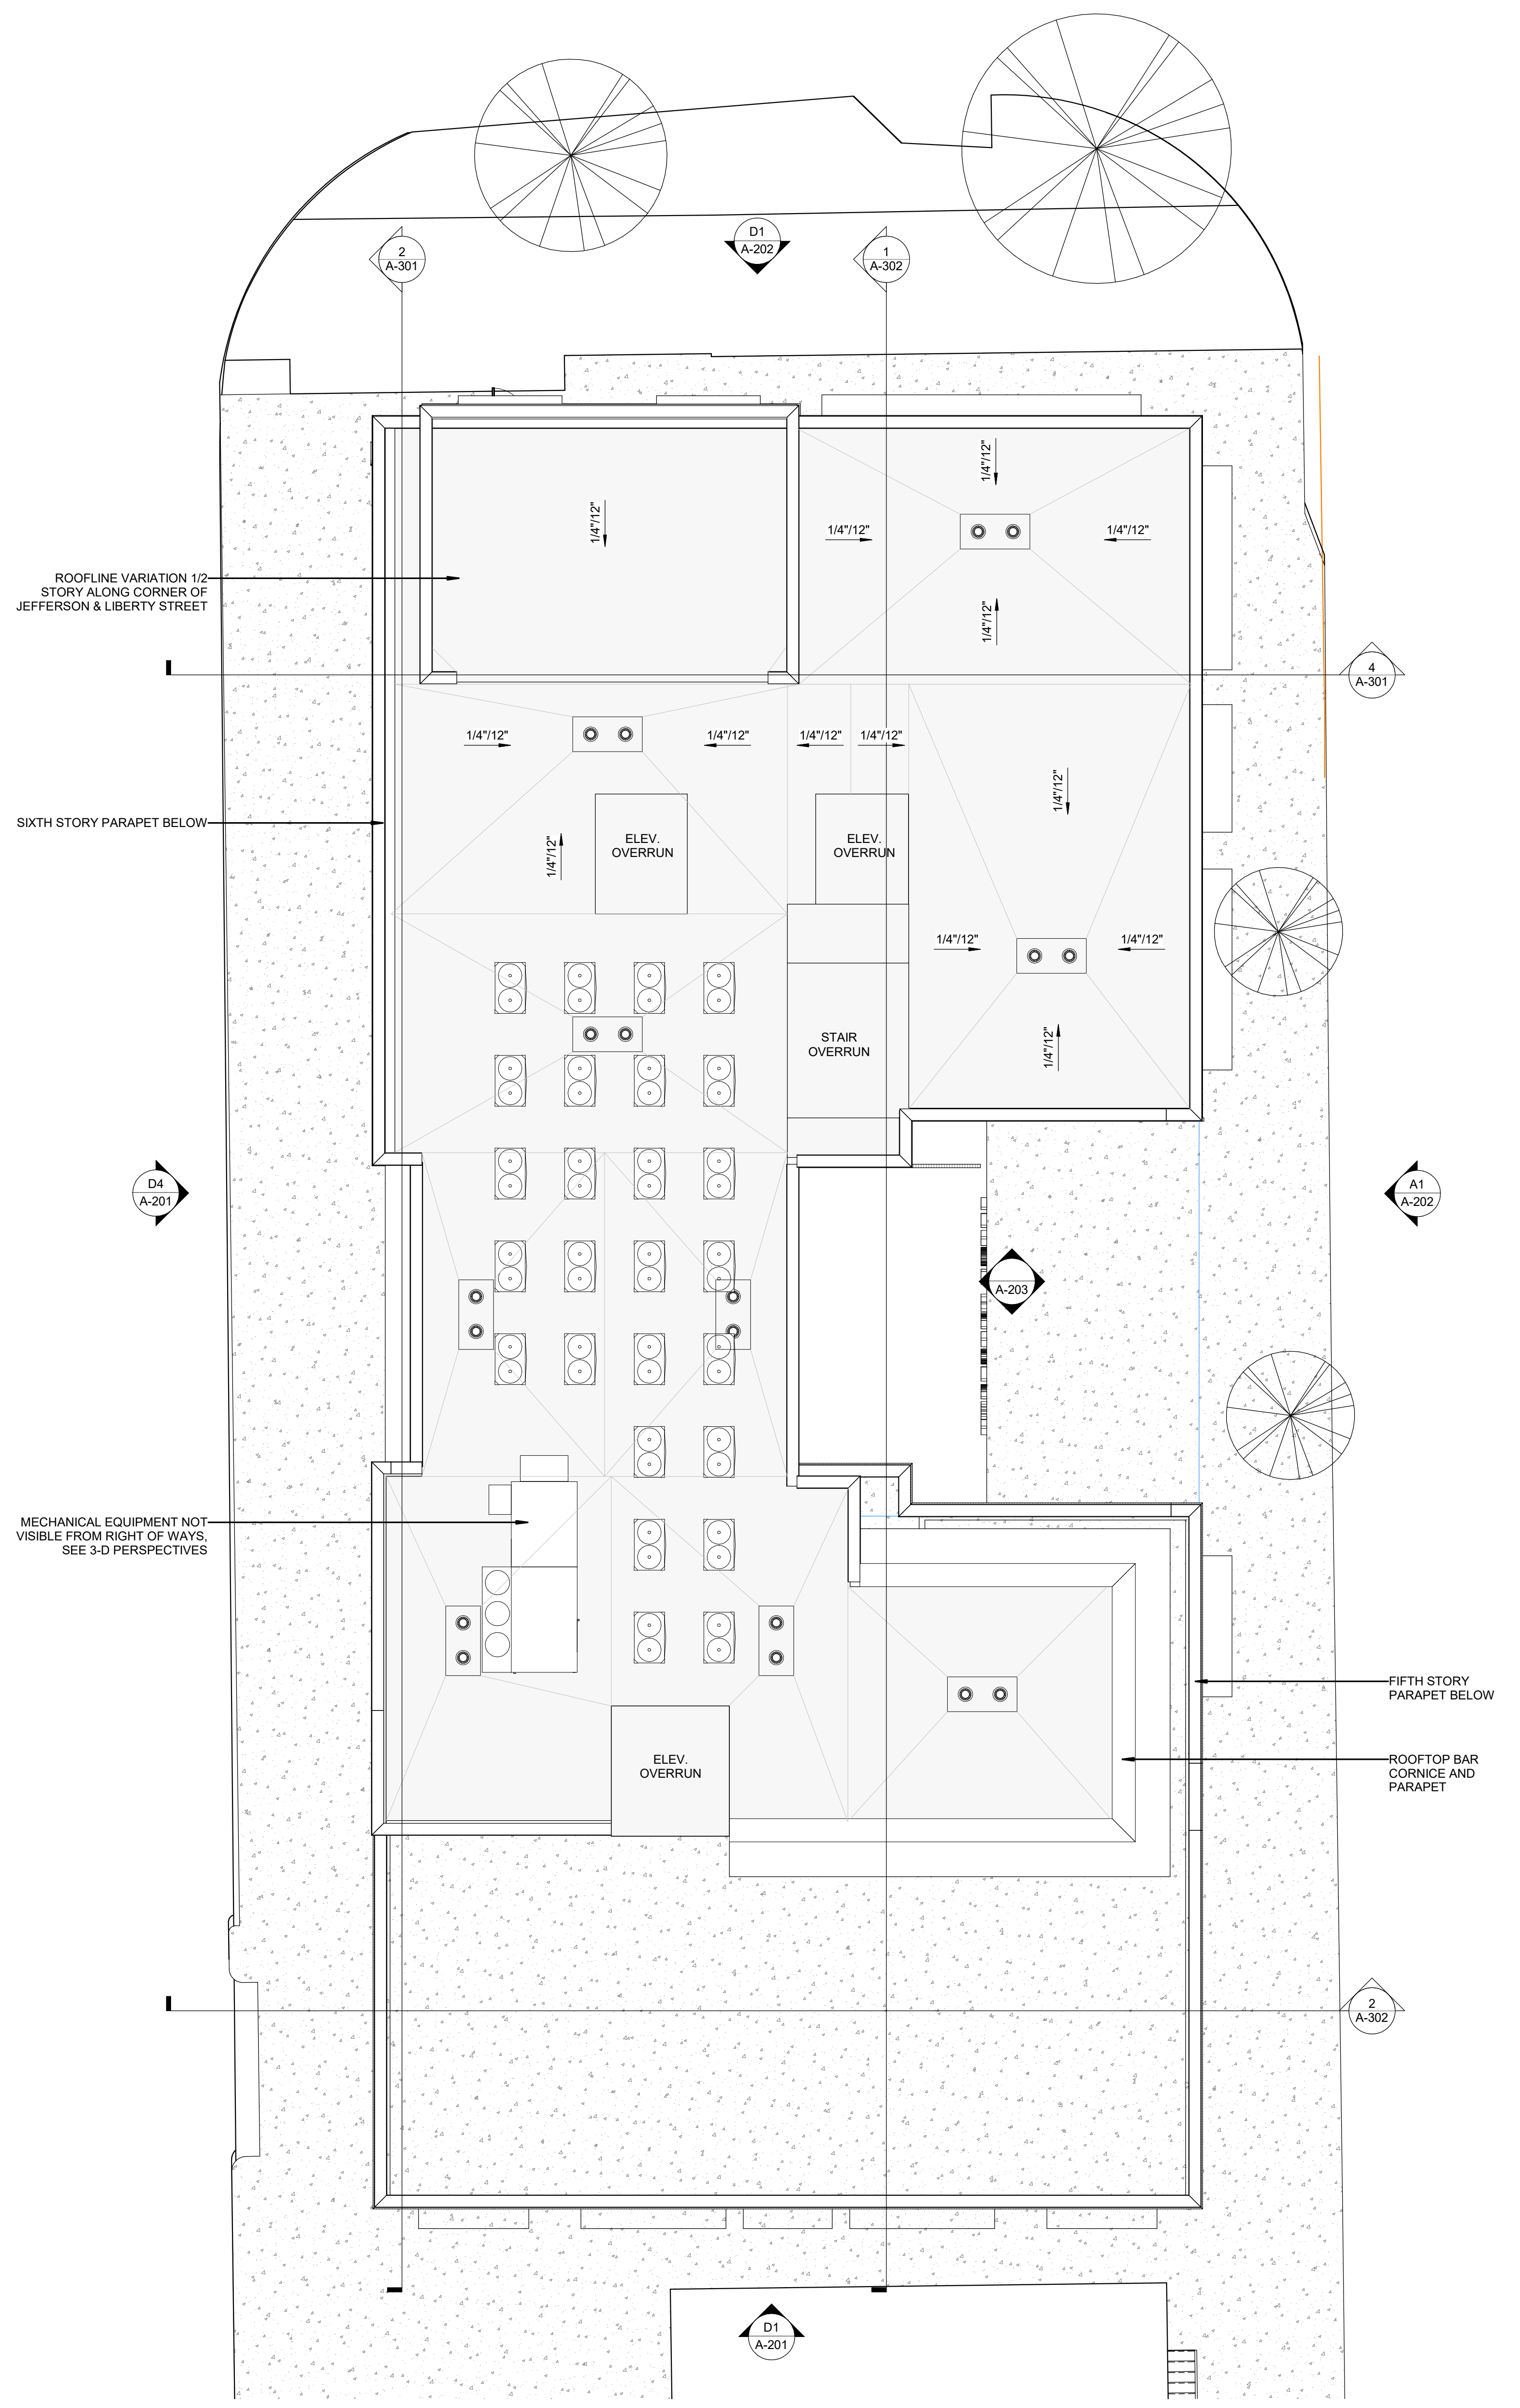 D1
A-202
2
A-301
1
A-302
1/4"/12"
1/4"/12"
1/4"/12"
1/4"/12"
1/4"/12"
ROOFLINE VARIATION 1/2
STORY ALONG CORNER OF
JEFFERSON & LIBERTY STREET
4
A-301
1/4"/12"
1/4"/12"
1/4"/12"
1/4"/12"
1/4"/12"
SIXTH STORY PARAPET BELOW
1/4"/12"
ELEV.
OVERRUN
ELEV.
OVERRUN
1/4"/12"
1/4"/12"
STAIR
OVERRUN
1/4"/12"
D4
A-201
A1
A-202
A-203
MECHANICAL EQUIPMENT NOT
VISIBLE FROM RIGHT OF WAYS,
SEE 3-D PERSPECTIVES
FIFTH STORY
PARAPET BELOW
ELEV.
OVERRUN
ROOFTOP BAR
CORNICE AND
PARAPET
2
A-302
D1
A-201